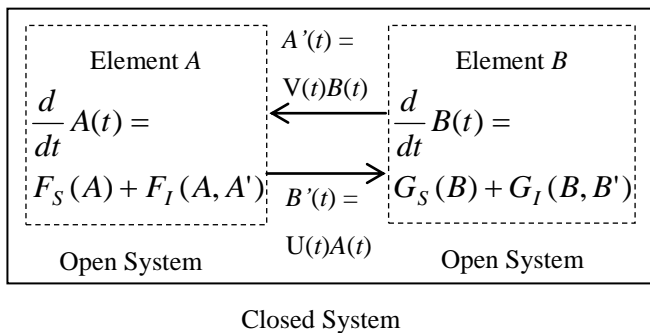 Element A
d/dt A(t) =
F_S(A) + F_I(A, A')
Open System
A'(t) =
V(t)B(t)
B'(t) =
U(t)A(t)
Element B
d/dt B(t) =
G_S(B) + G_I(B, B')
Open System
Closed System